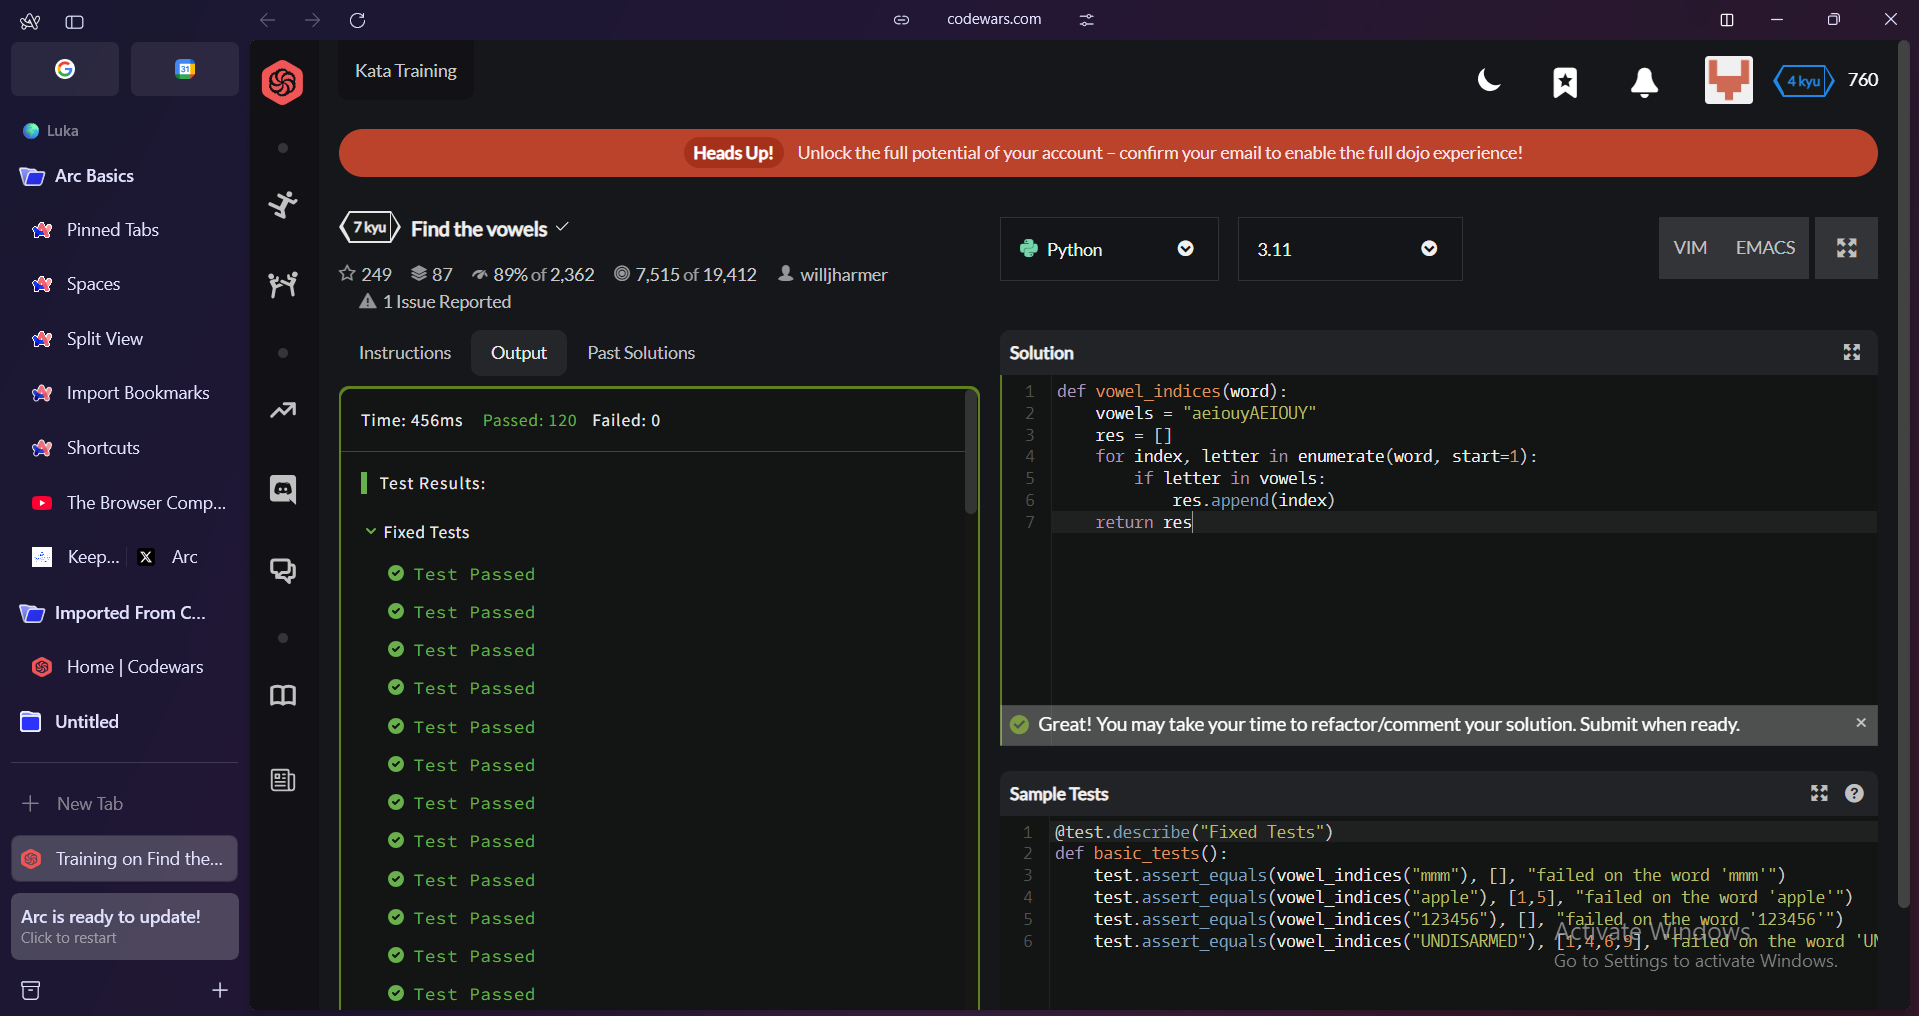 codewars.com
31
Luka
Arc Basics
Pinned Tabs
Spaces
Split View
Import Bookmarks
Shortcuts
The Browser Comp...
Keep...
Arc
Imported From C...
Home | Codewars
Untitled
New Tab
Training on Find the...
Arc is ready to update!
Click to restart
Kata Training
4 kyu
760
Heads Up! Unlock the full potential of your account – confirm your email to enable the full dojo experience!
7 kyu Find the vowels
249 87 89% of 2,362 7,515 of 19,412 willjharmer
1 Issue Reported
Python
3.11
VIM
EMACS
Instructions
Output
Past Solutions
Time: 456ms Passed: 120 Failed: 0
Test Results:
Fixed Tests
Test Passed
Test Passed
Test Passed
Test Passed
Test Passed
Test Passed
Test Passed
Test Passed
Test Passed
Test Passed
Test Passed
Test Passed
Solution
1 def vowel_indices(word):
2 vowels = "aeiouyAEIOUY"
3 res = []
4 for index, letter in enumerate(word, start=1):
5 if letter in vowels:
6 res.append(index)
7 return res
Great! You may take your time to refactor/comment your solution. Submit when ready.
Sample Tests
1 @test.describe("Fixed Tests")
2 def basic_tests():
3 test.assert_equals(vowel_indices("mmm"), [], "failed on the word 'mmm'")
4 test.assert_equals(vowel_indices("apple"), [1,5], "failed on the word 'apple'")
5 test.assert_equals(vowel_indices("123456"), [], "failed on the word '123456'")
6 test.assert_equals(vowel_indices("UNDISARMED"), [1,4,6,9], "failed on the word 'UN
Activate Windows
Go to Settings to activate Windows.